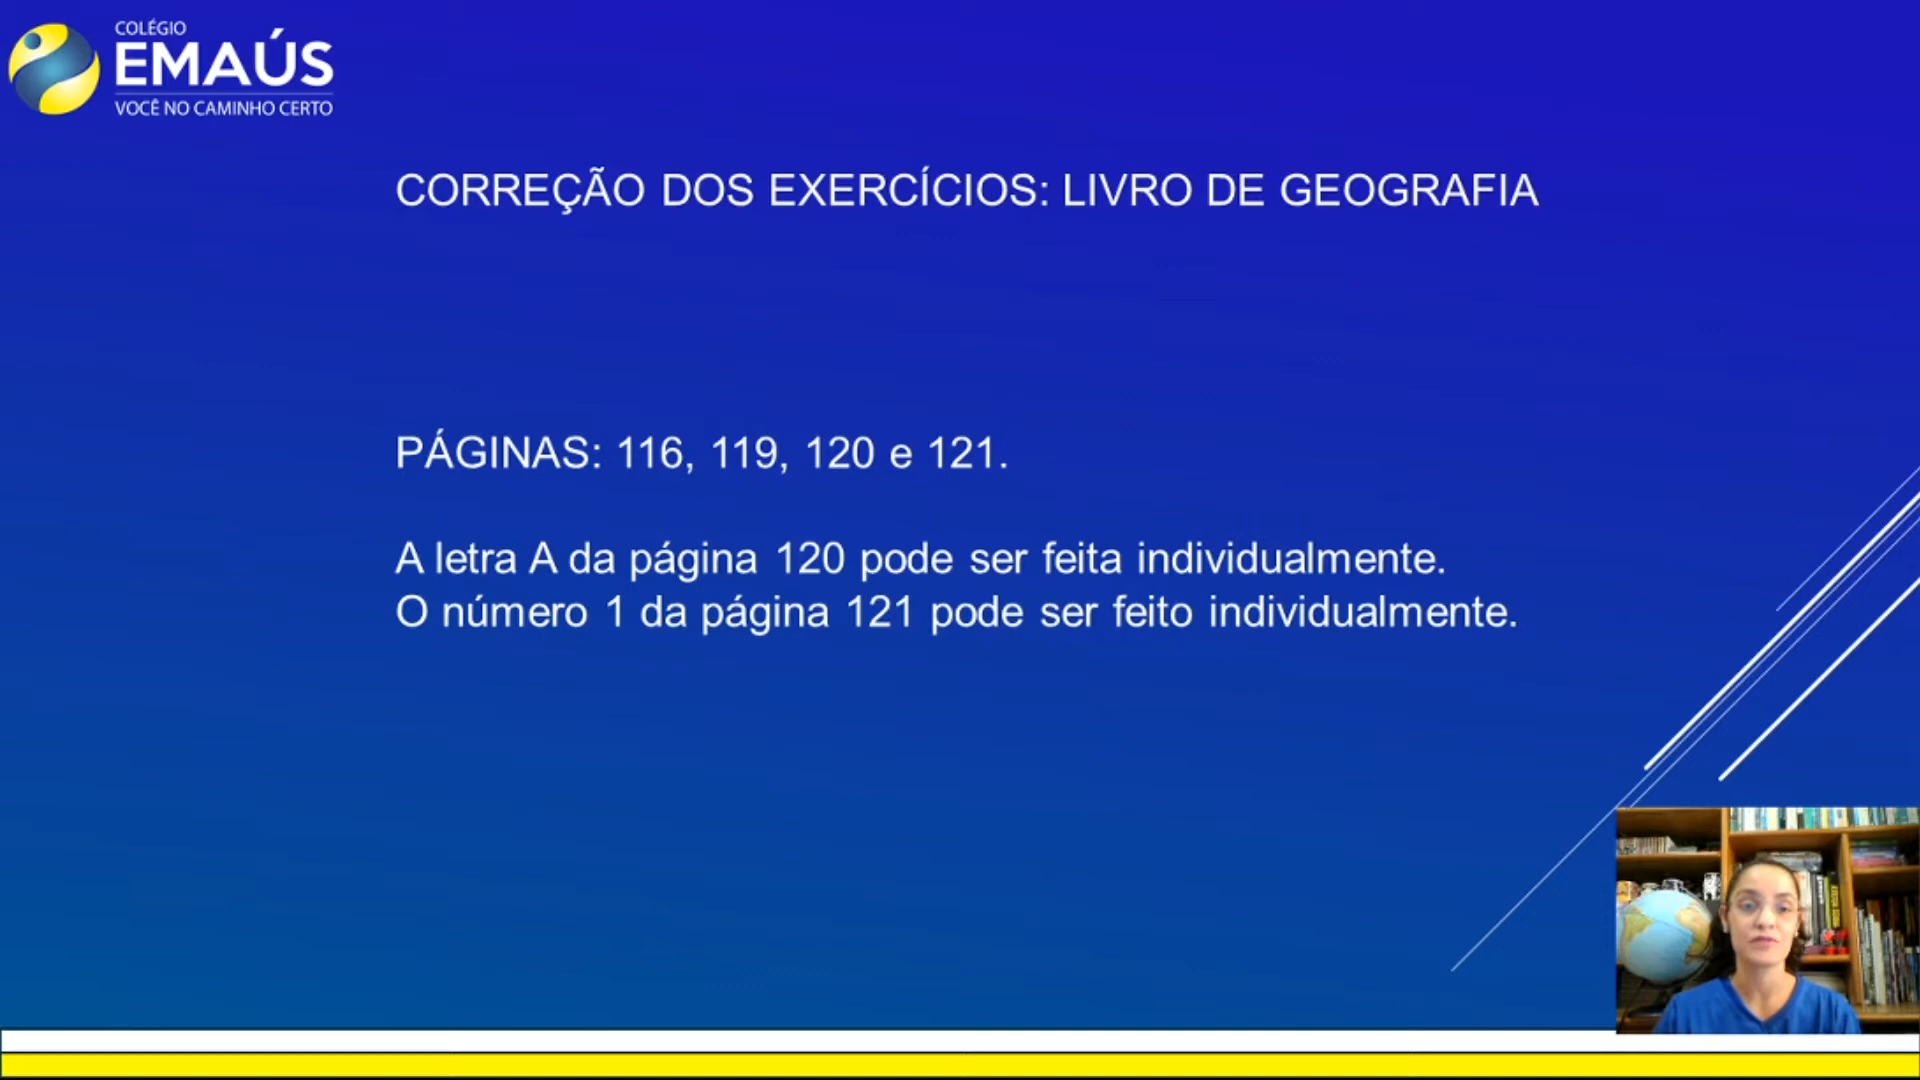 COLÉGIO
EMAÚS
VOCÊ NO CAMINHO CERTO
CORREÇÃO DOS EXERCÍCIOS: LIVRO DE GEOGRAFIA
PÁGINAS: 116, 119, 120 e 121.
A letra A da página 120 pode ser feita individualmente.
O número 1 da página 121 pode ser feito individualmente.